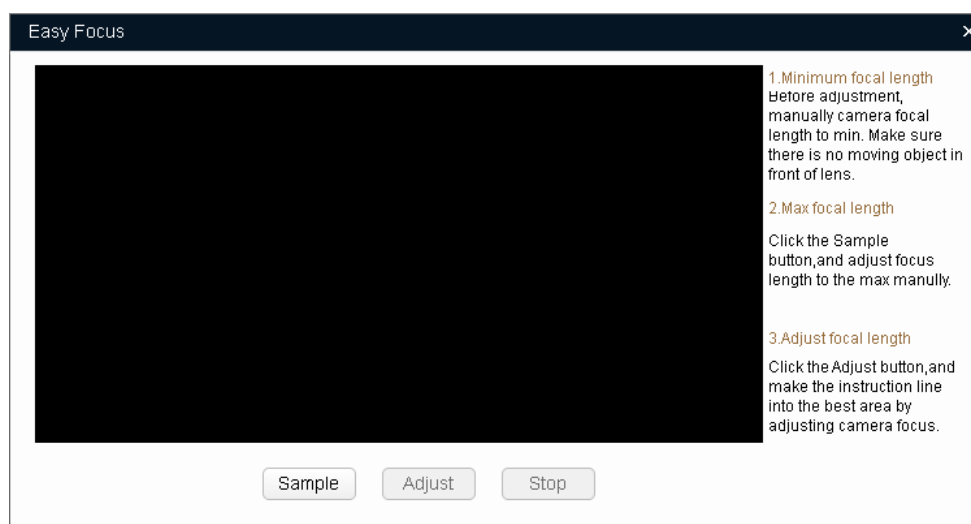 Easy Focus
1.Minimum focal length
Before adjustment,
manually camera focal
length to min. Make sure
there is no moving object in
front of lens.
2.Max focal length
Click the Sample
button,and adjust focus
length to the max manully.
3.Adjust focal length
Click the Adjust button,and
make the instruction line
into the best area by
adjusting camera focus.
Sample Adjust Stop